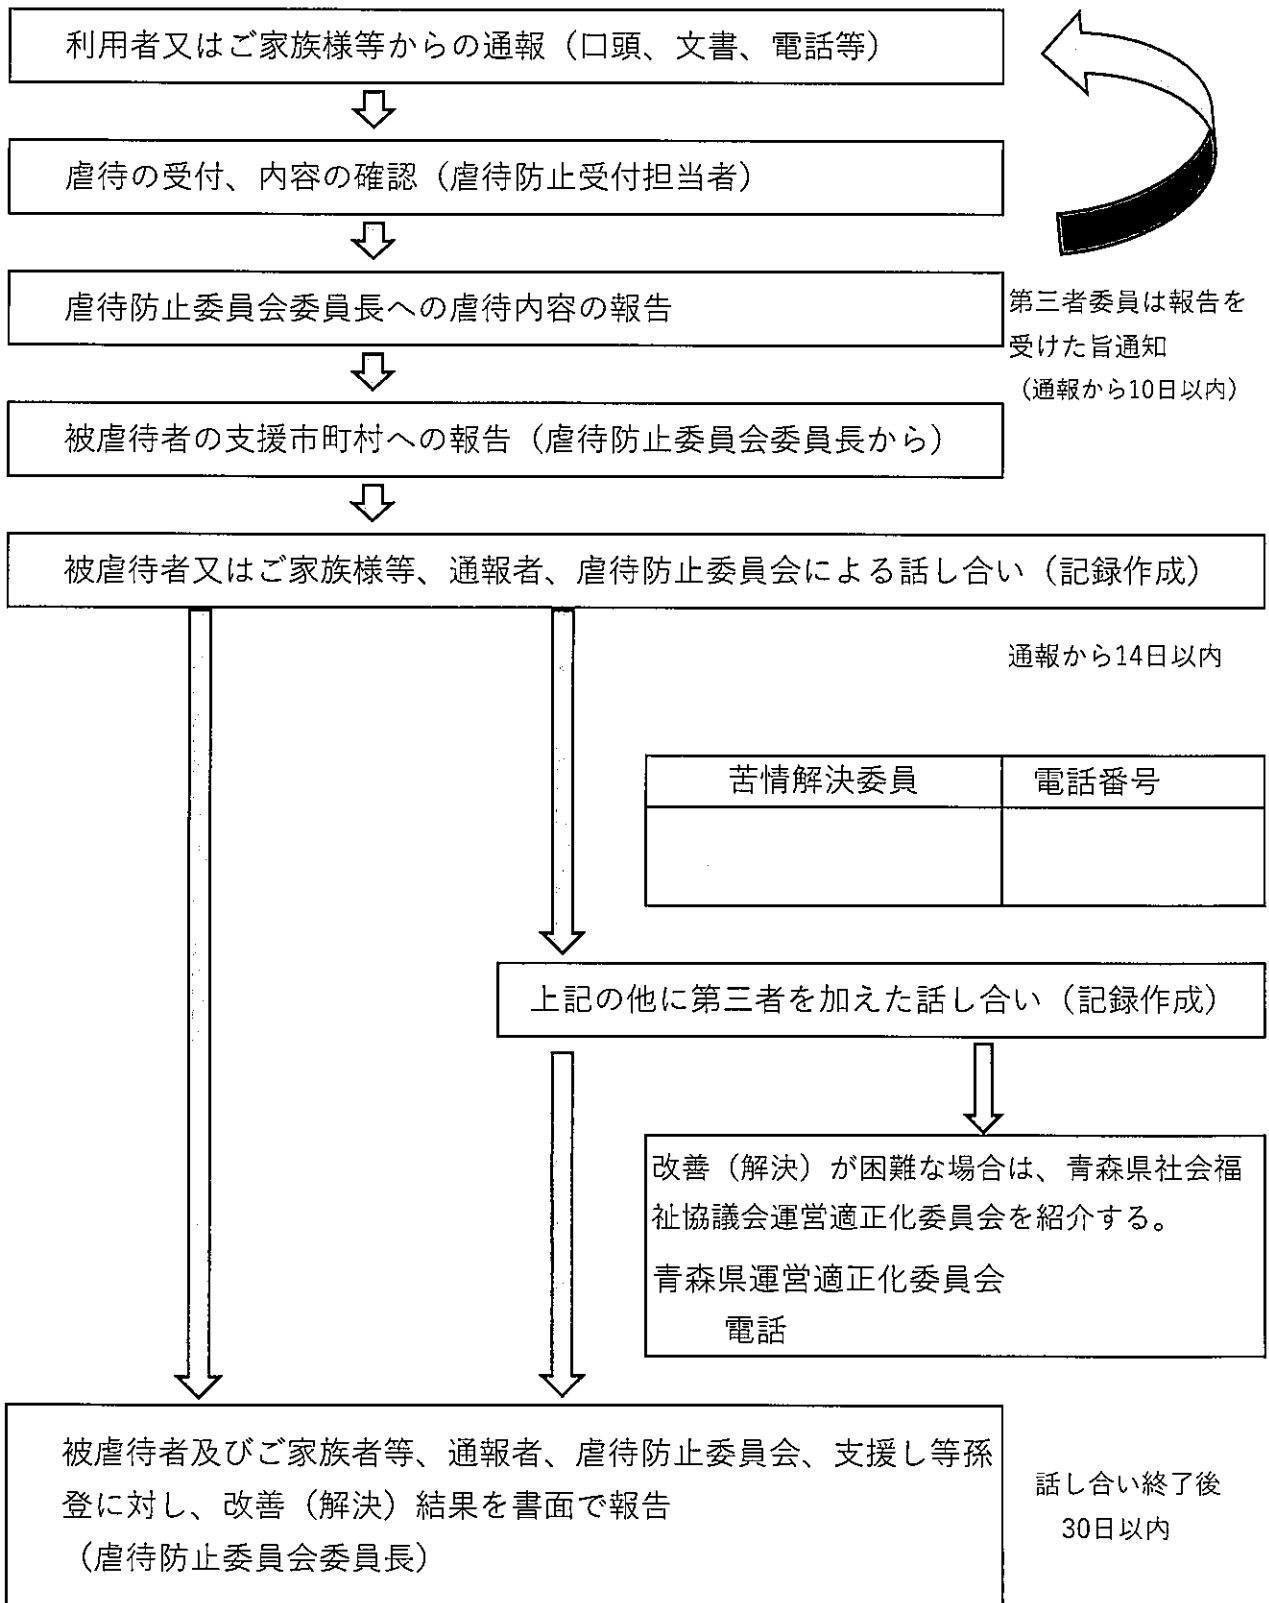 利用者又はご家族様等からの通報（口頭、文書、電話等）
虐待の受付、内容の確認（虐待防止受付担当者）
虐待防止委員会委員長への虐待内容の報告
第三者委員は報告を
受けた旨通知
（通報から10日以内）
被虐待者の支援市町村への報告（虐待防止委員会委員長から）
被虐待者又はご家族様等、通報者、虐待防止委員会による話し合い（記録作成）
通報から14日以内
苦情解決委員 電話番号
上記の他に第三者を加えた話し合い（記録作成）
改善（解決）が困難な場合は、青森県社会福
祉協議会運営適正化委員会を紹介する。
青森県運営適正化委員会
電話
被虐待者及びご家族者等、通報者、虐待防止委員会、支援し等孫
登に対し、改善（解決）結果を書面で報告
（虐待防止委員会委員長）
話し合い終了後
30日以内